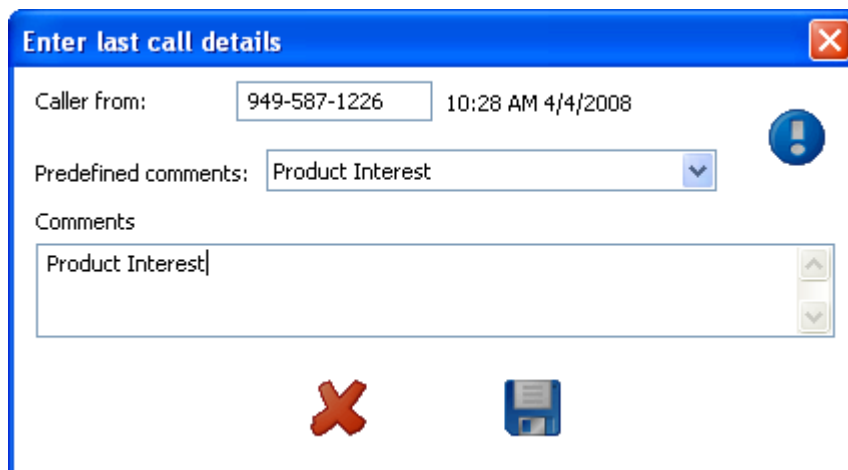 Enter last call details
Caller from: 949-587-1226 10:28 AM 4/4/2008
Predefined comments: Product Interest
Comments
Product Interest